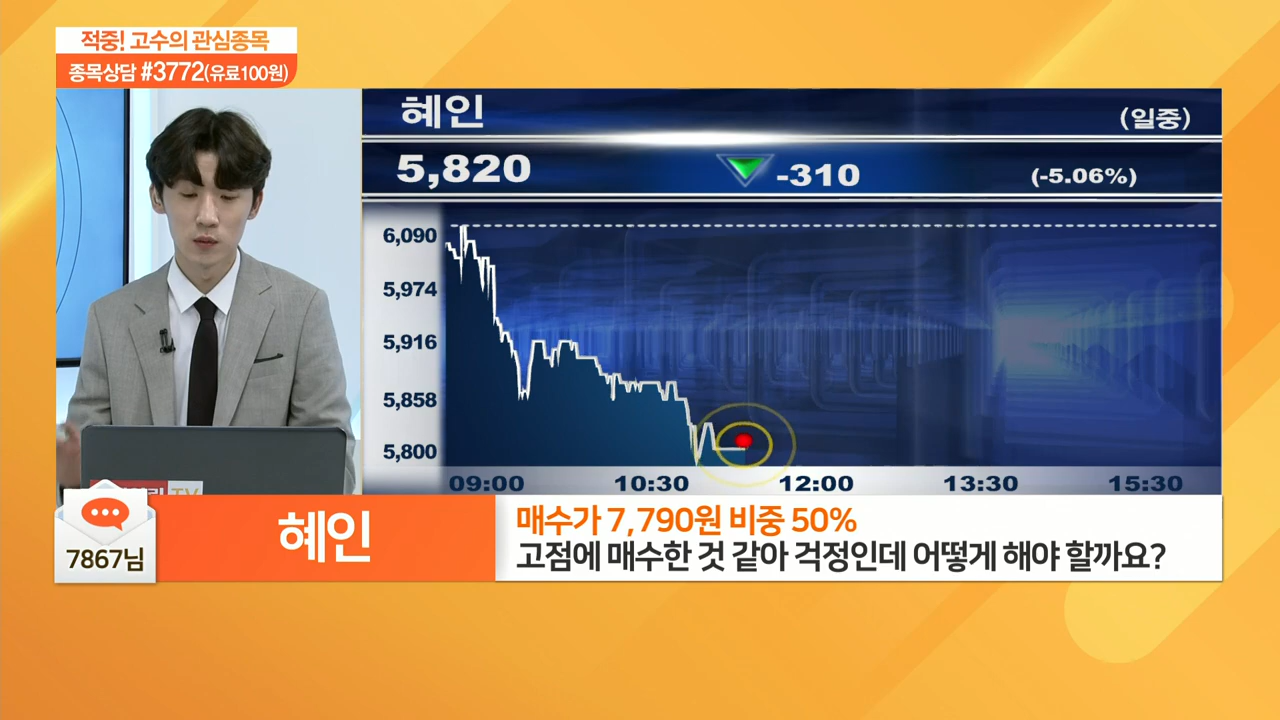 적중! 고수의 관심종목
종목상담 #3772(유료100원)
혜인
(일중)
5,820
-310
(-5.06%)
6,090
5,974
5,916
5,858
5,800
09:00
10:30
12:00
13:30
15:30
TV
7867님
혜인
매수가 7,790원 비중 50%
고점에 매수한 것 같아 걱정인데 어떻게 해야 할까요?